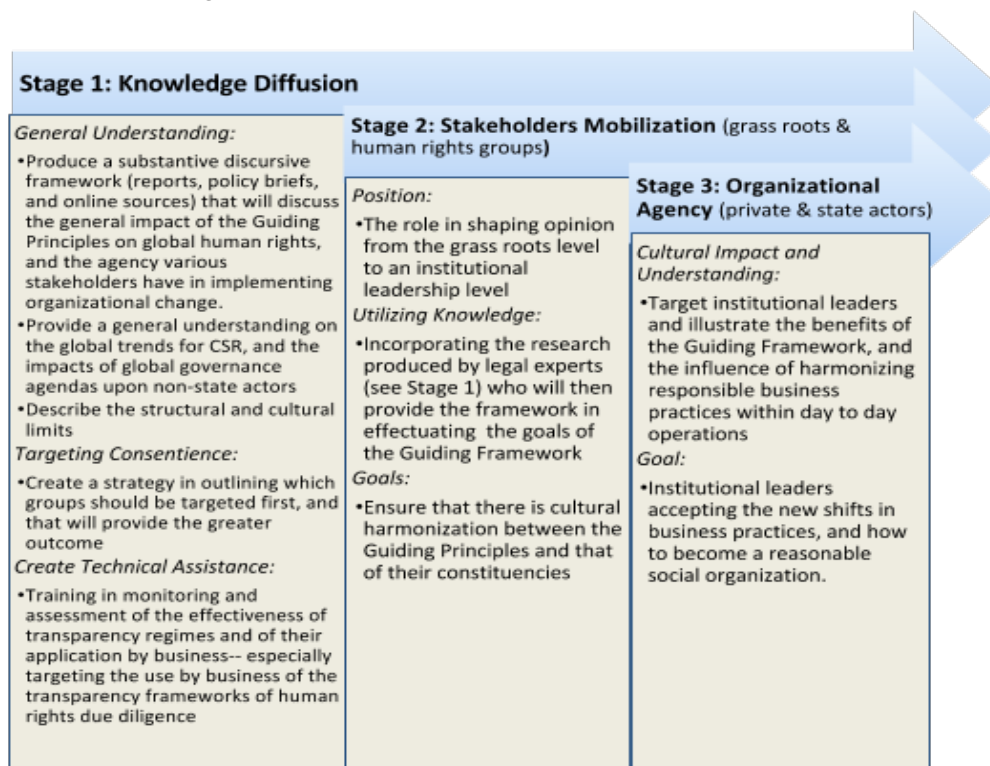 Stage 1: Knowledge Diffusion
General Understanding:
•Produce a substantive discursive
framework (reports, policy briefs,
and online sources) that will discuss
the general impact of the Guiding
Principles on global human rights,
and the agency various
stakeholders have in implementing
organizational change.
•Provide a general understanding on
the global trends for CSR, and the
impacts of global governance
agendas upon non-state actors
•Describe the structural and cultural
limits
Targeting Consentience:
•Create a strategy in outlining which
groups should be targeted first, and
that will provide the greater
outcome
Create Technical Assistance:
•Training in monitoring and
assessment of the effectiveness of
transparency regimes and of their
application by business-- especially
targeting the use by business of the
transparency frameworks of human
rights due diligence
Stage 2: Stakeholders Mobilization (grass roots &
human rights groups)
Position:
•The role in shaping opinion
from the grass roots level
to an institutional
leadership level
Utilizing Knowledge:
•Incorporating the research
produced by legal experts
(see Stage 1) who will then
provide the framework in
effectuating the goals of
the Guiding Framework
Goals:
•Ensure that there is cultural
harmonization between the
Guiding Principles and that
of their constituencies
Stage 3: Organizational
Agency (private & state actors)
Cultural Impact and
Understanding:
•Target institutional leaders
and illustrate the benefits of
the Guiding Framework, and
the influence of harmonizing
responsible business
practices within day to day
operations
Goal:
•Institutional leaders
accepting the new shifts in
business practices, and how
to become a reasonable
social organization.